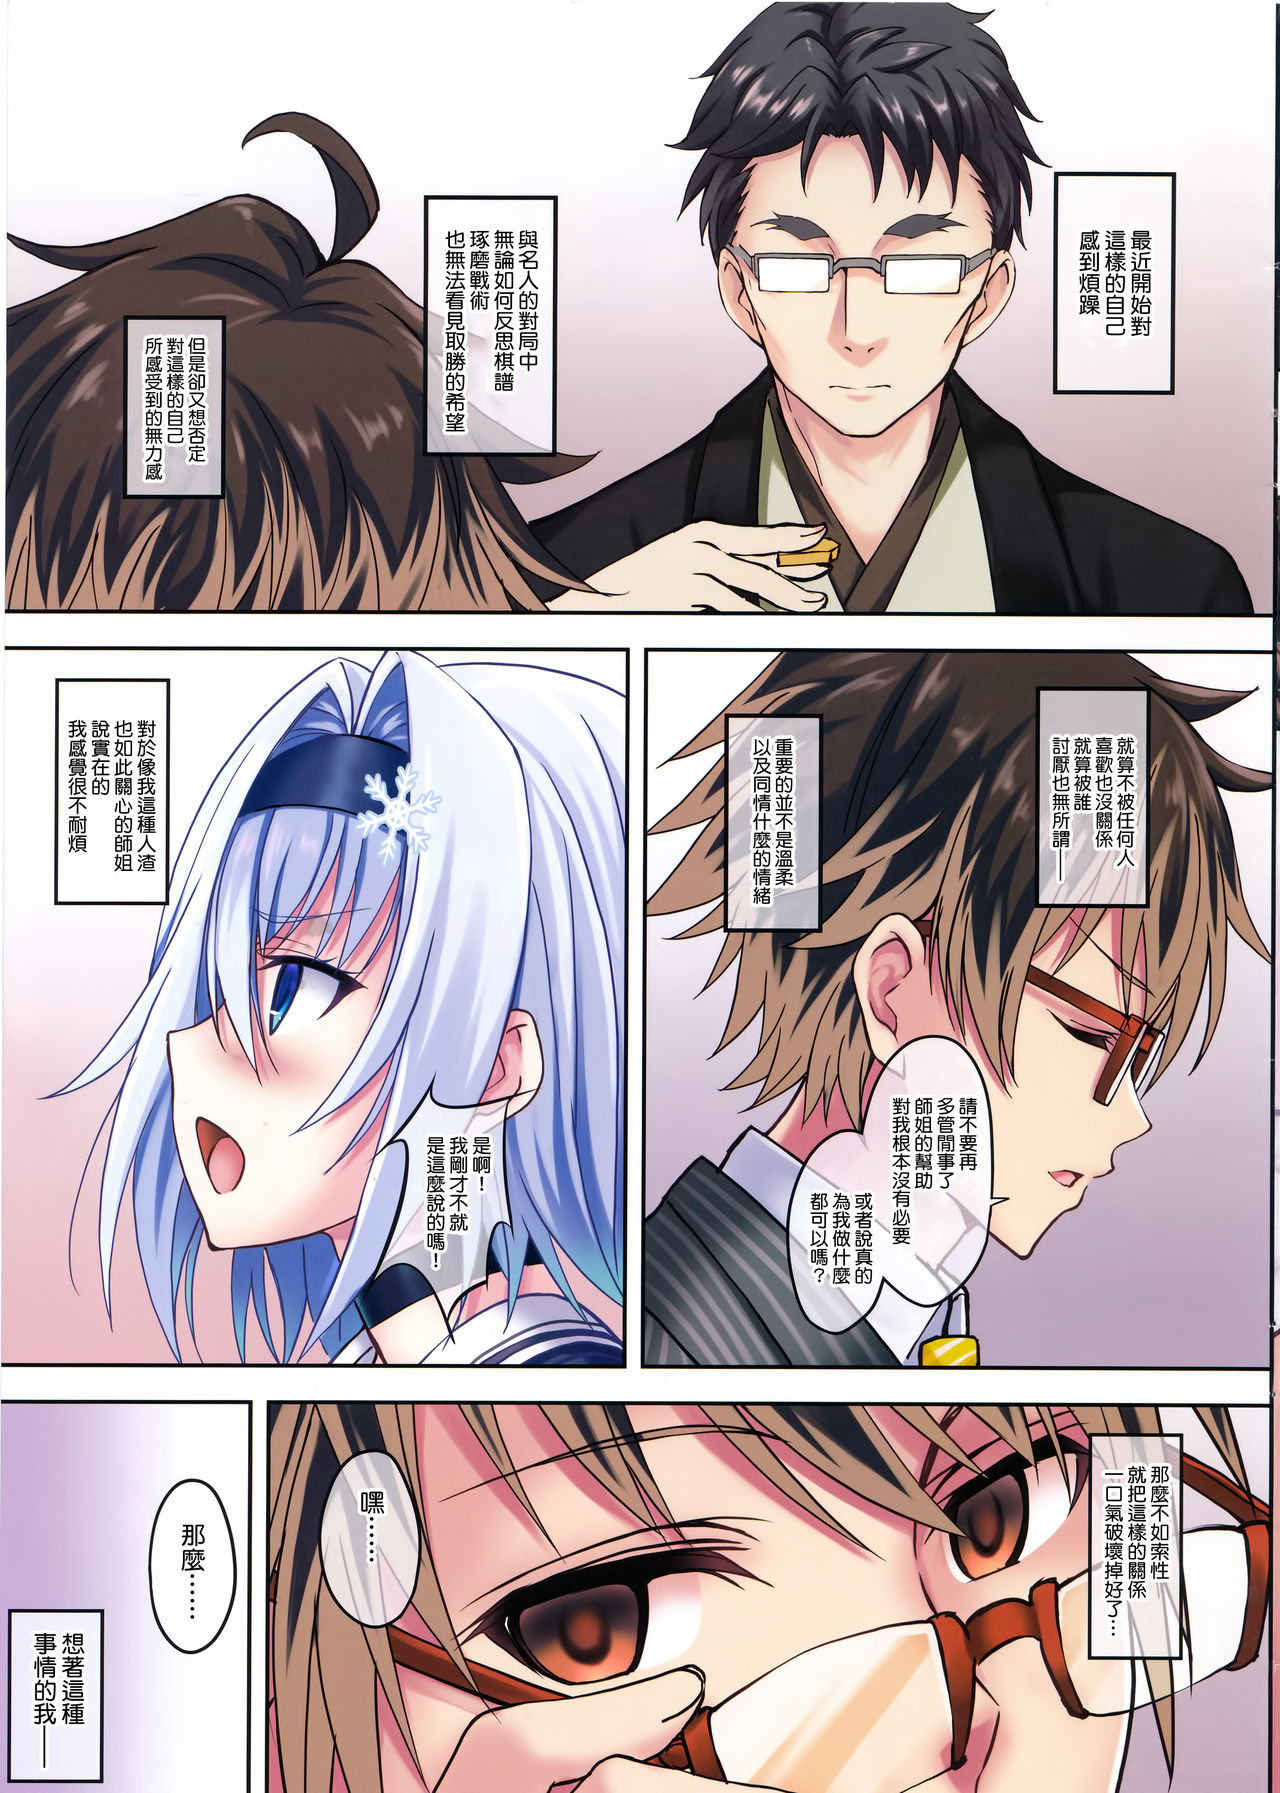 最近開始對
這樣的自己
感到煩躁
與名人的對局中
無論如何反思棋譜
琢磨戰術
也無法看見取勝的希望
但是卻又想否定
對這樣的自己
所感受到的無力感
就算不被任何人
喜歡也沒關係
就算被誰
討厭也無所謂——
重要的並不是溫柔
以及同情什麼的情緒
請不要再
多管閒事了
師姐的幫助
對我根本沒有必要
或者說真的
為我做什麼
都可以嗎？
是啊！
我剛才不就
是這麼說的嗎！
對於像我這種人渣
也如此關心的師姐
說實在的
我感覺很不耐煩
那麼不如索性
就把這樣的關係
一口氣破壞掉好了…
嘿……
那麼……
想著這種
事情的我——